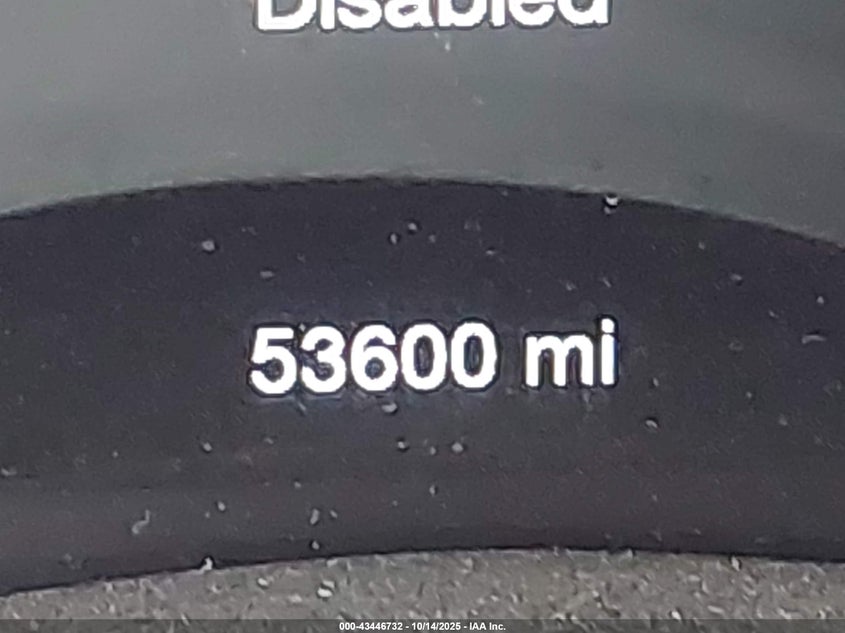 Disabled
53600 mi
000-43446732 - 10/14/2025 - IAA Inc.